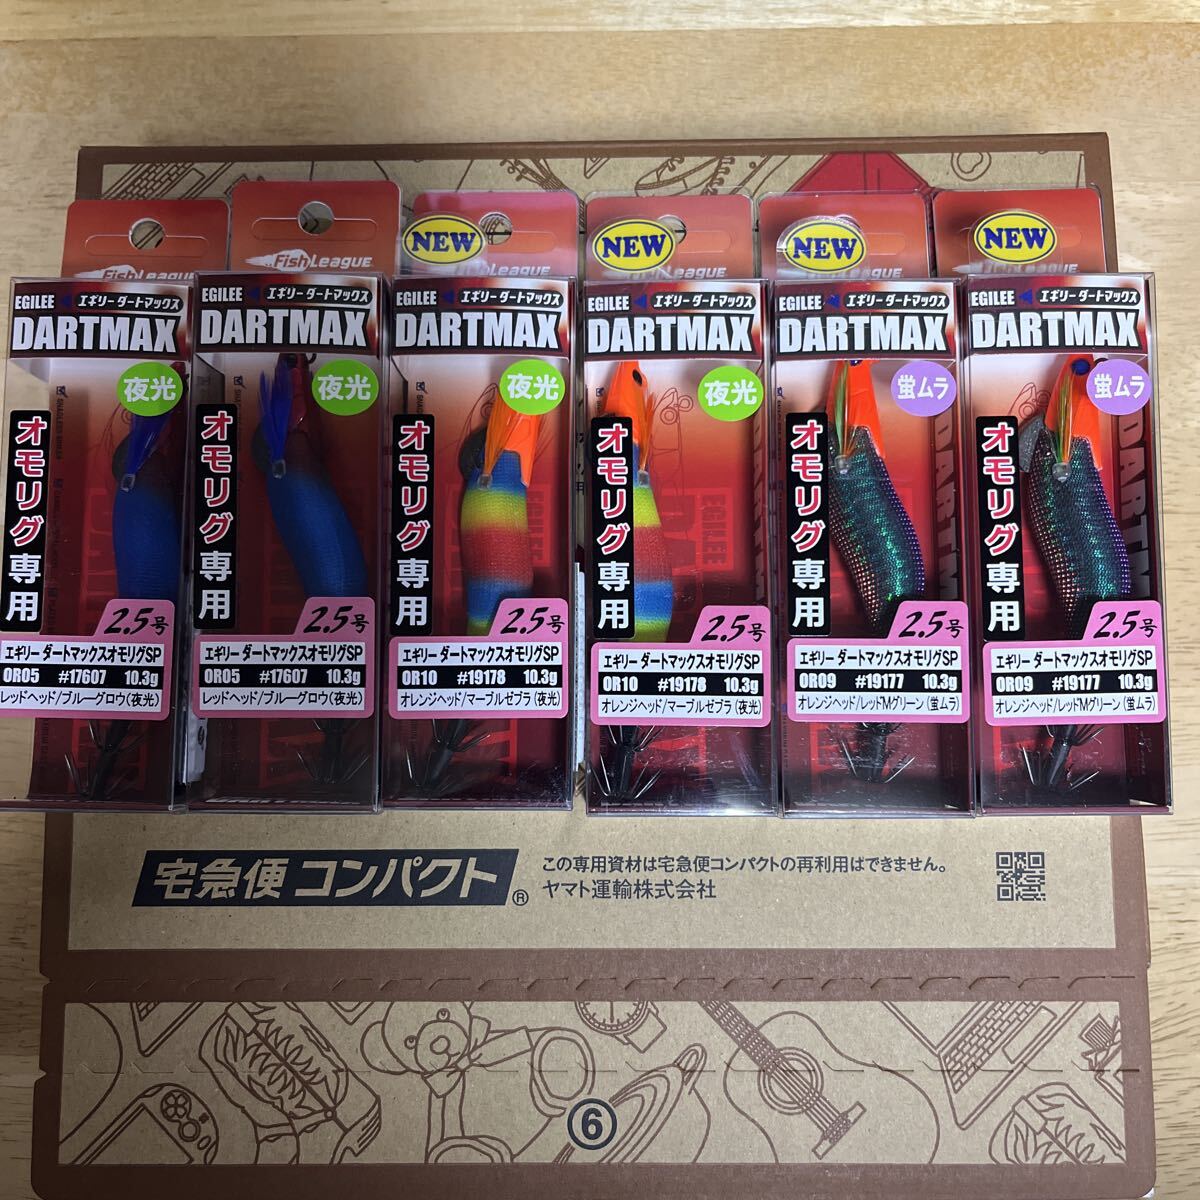 FishLeague
EGILEE エギリーダートマックス
DARTMAX
夜光
オモリグ専用
2.5号
エギリー ダートマックスオモリグSP
OR05 #17607 10.3g
レッドヘッド/ブルーグロウ(夜光)
FishLeague
EGILEE エギリーダートマックス
DARTMAX
夜光
オモリグ専用
2.5号
エギリー ダートマックスオモリグSP
OR05 #17607 10.3g
レッドヘッド/ブルーグロウ(夜光)
NEW
FishLeague
EGILEE エギリーダートマックス
DARTMAX
夜光
オモリグ専用
EGILEE
2.5号
エギリー ダートマックスオモリグSP
OR10 #19178 10.3g
オレンジヘッド/マーブルゼブラ(夜光)
NEW
EGILEE エギリーダートマックス
DARTMAX
夜光
オモリグ専用
EGILEE
2.5号
エギリー ダートマックスオモリグSP
OR10 #19178 10.3g
オレンジヘッド/マーブルゼブラ(夜光)
NEW
EGILEE エギリーダートマックス
DARTMAX
蛍ムラ
オモリグ専用
2.5号
エギリー ダートマックスオモリグSP
OR09 #19177 10.3g
オレンジヘッド/レッドMグリーン(蛍ムラ)
NEW
EGILEE エギリーダートマックス
DARTMAX
蛍ムラ
オモリグ専用
2.5号
エギリー ダートマックスオモリグSP
OR09 #19177 10.3g
オレンジヘッド/レッドMグリーン(蛍ムラ)
宅急便コンパクト®
この専用資材は宅急便コンパクトの再利用はできません。
ヤマト運輸株式会社
⑥